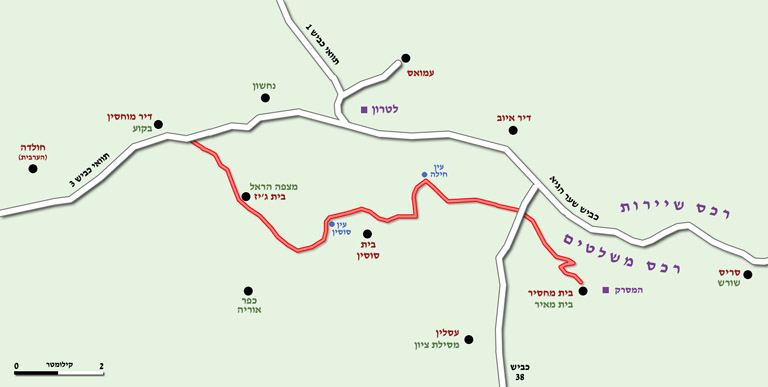 תוואי כביש 1
עמואס
נחשון
לטרון
דיר מוחסין
בקוע
דיר איוב
חולדה
(הערבית)
תוואי כביש 3
עין
חילה
מצפה הראל
בית ג'יז
כביש שער הגיא
רכס שיירות
עין
סוסין
בית
סוסין
רכס משלטים
סריס
שורש
בית מחסיר
בית מאיר
המסרק
כפר
אוריה
עסלין
מסילת ציון
כביש
38
0 קילומטר 2